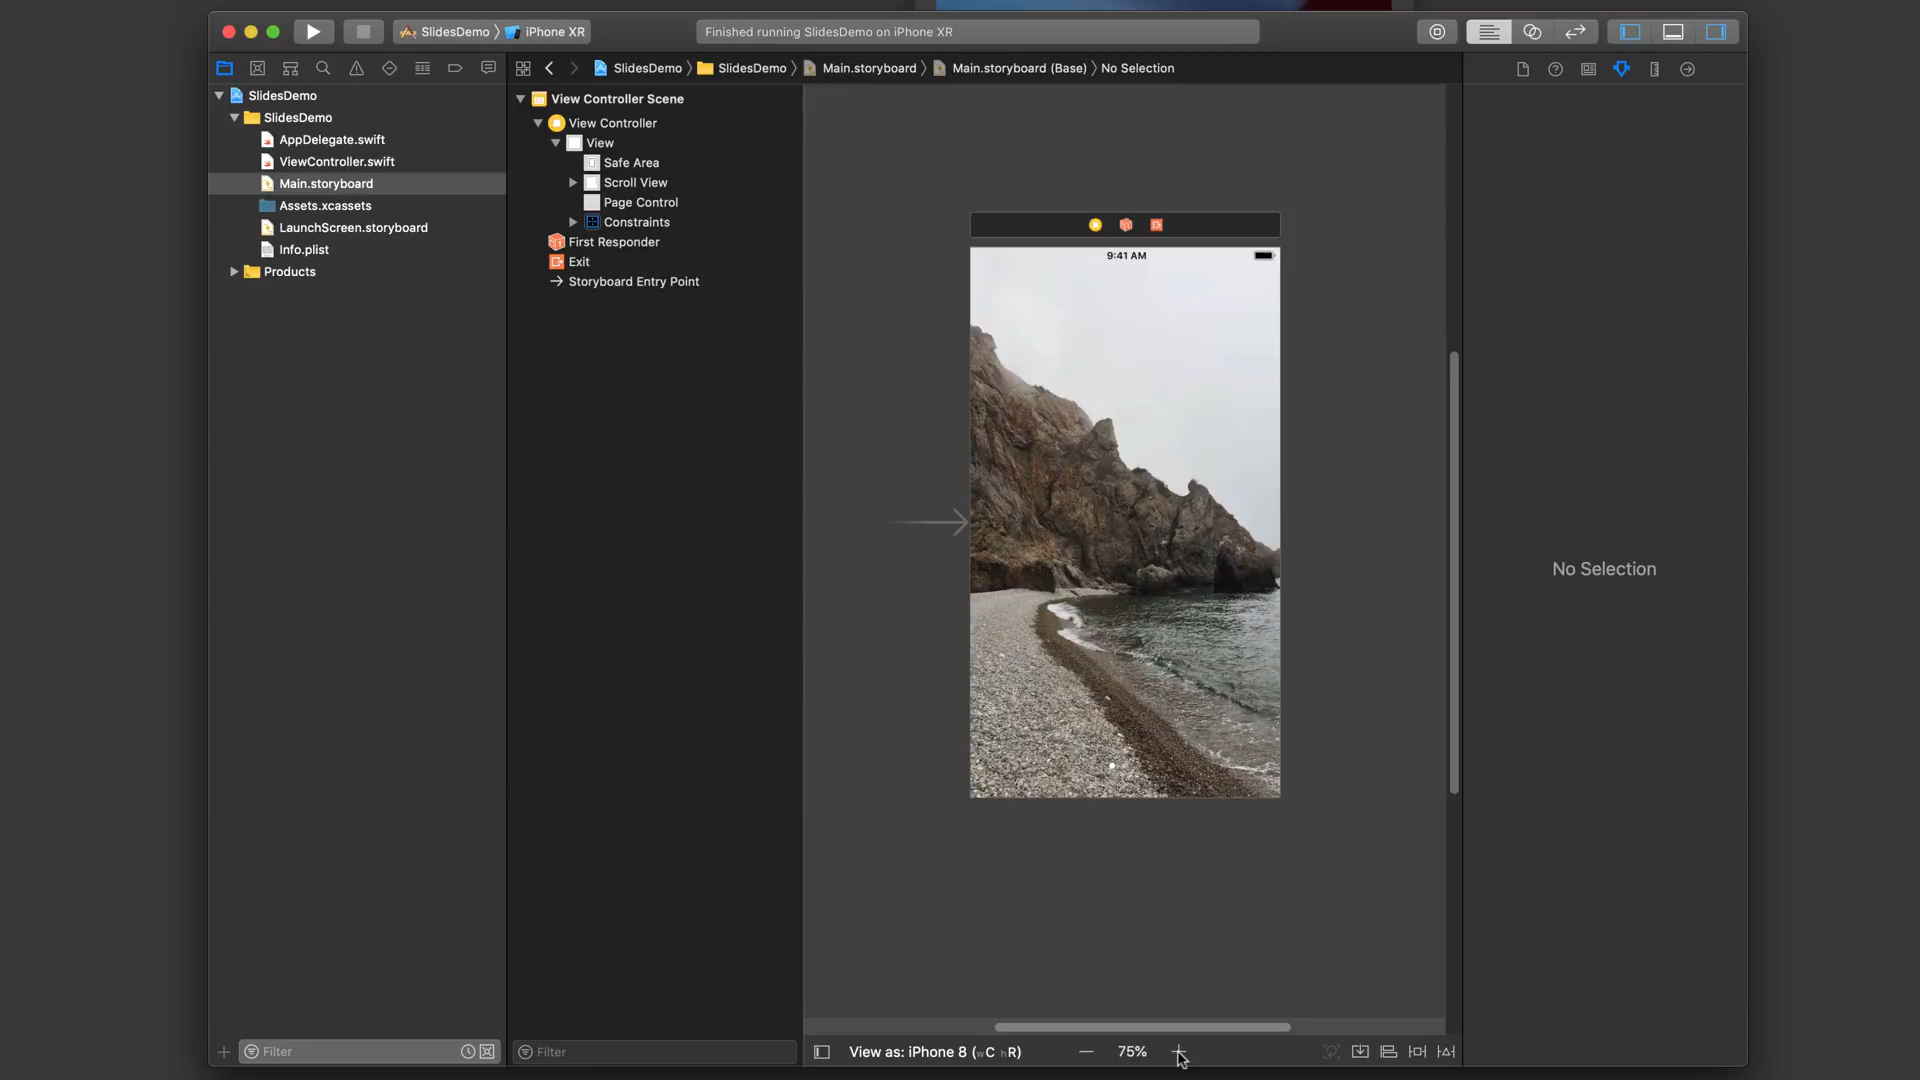 SlidesDemo 〉 iPhone XR
Finished running SlidesDemo on iPhone XR
SlidesDemo 〉 SlidesDemo 〉 Main.storyboard 〉 Main.storyboard (Base) 〉 No Selection
SlidesDemo
SlidesDemo
AppDelegate.swift
ViewController.swift
Main.storyboard
Assets.xcassets
LaunchScreen.storyboard
Info.plist
Products
View Controller Scene
View Controller
View
Safe Area
Scroll View
Page Control
Constraints
First Responder
Exit
Storyboard Entry Point
9:41 AM
No Selection
Filter
Filter
View as: iPhone 8 (wC hR)
75%